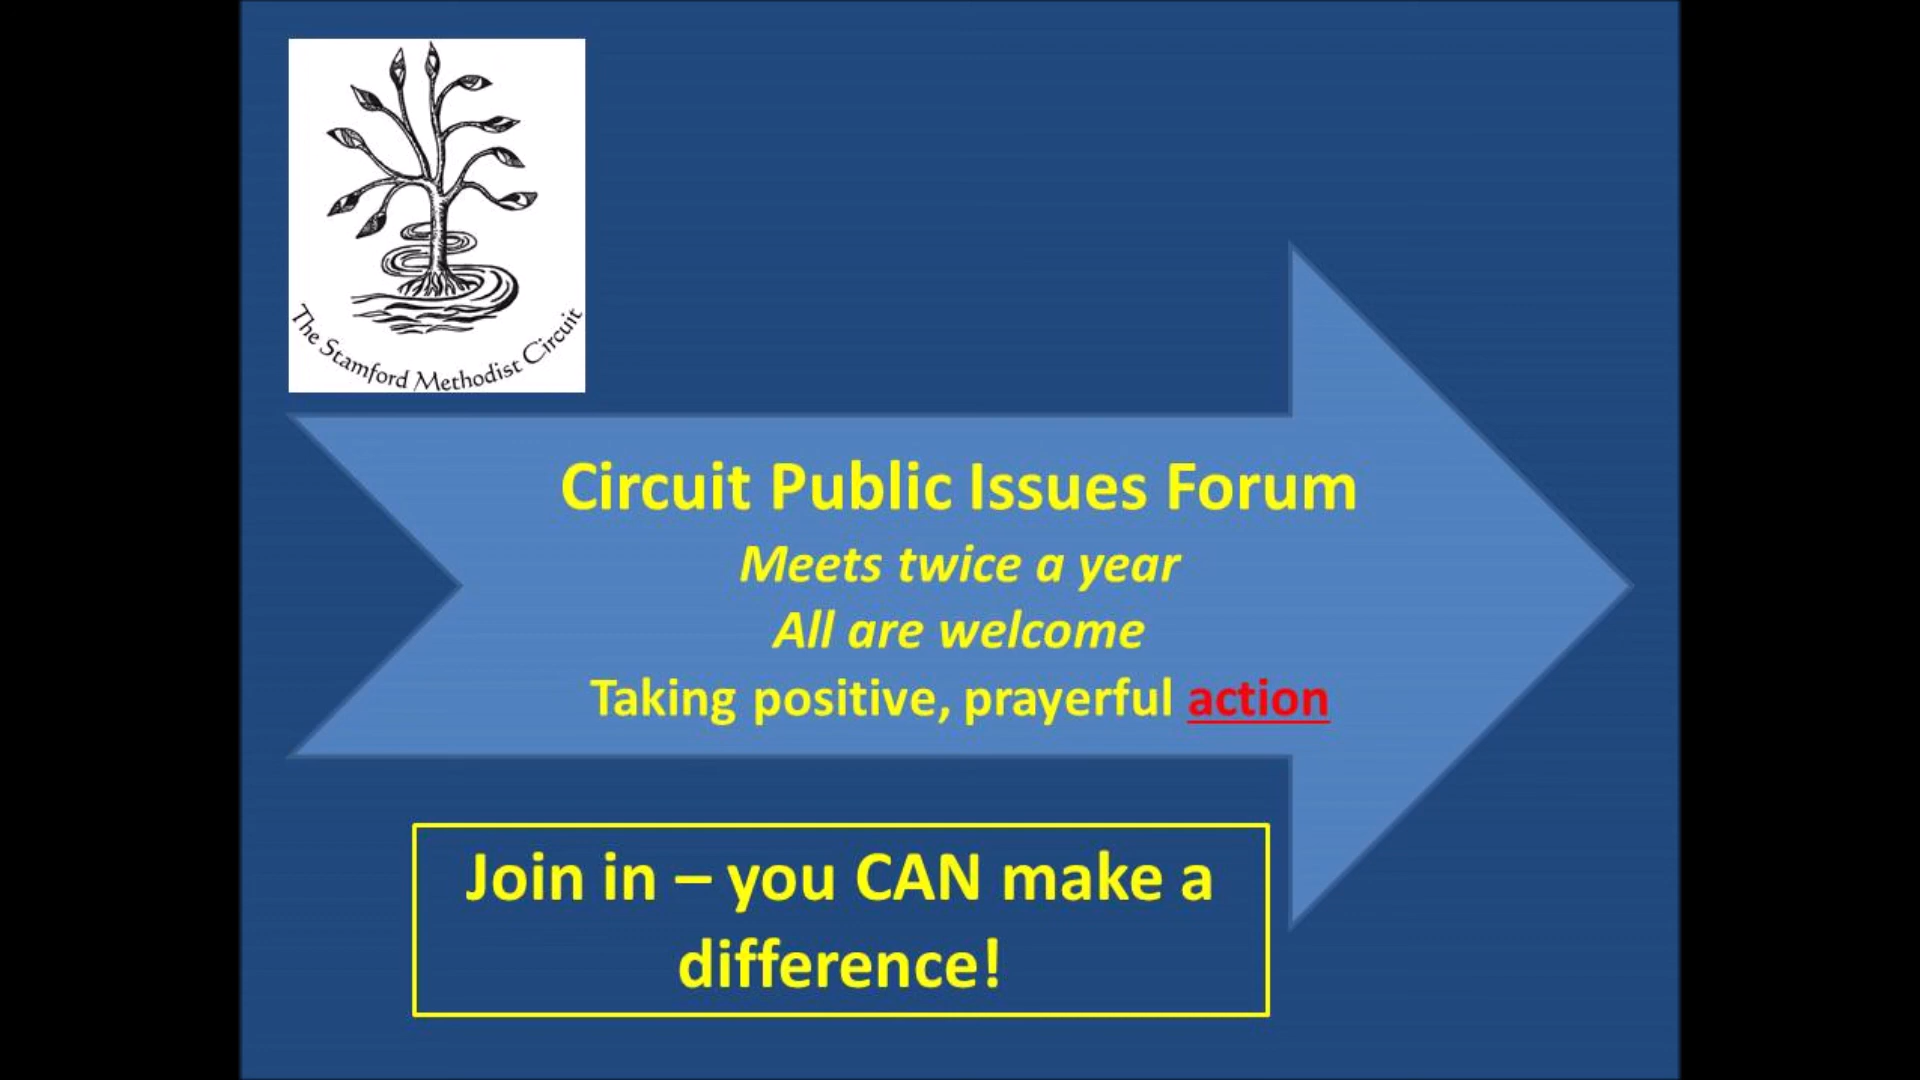 The Stamford Methodist Circuit
Circuit Public Issues Forum
Meets twice a year
All are welcome
Taking positive, prayerful action
Join in – you CAN make a
difference!